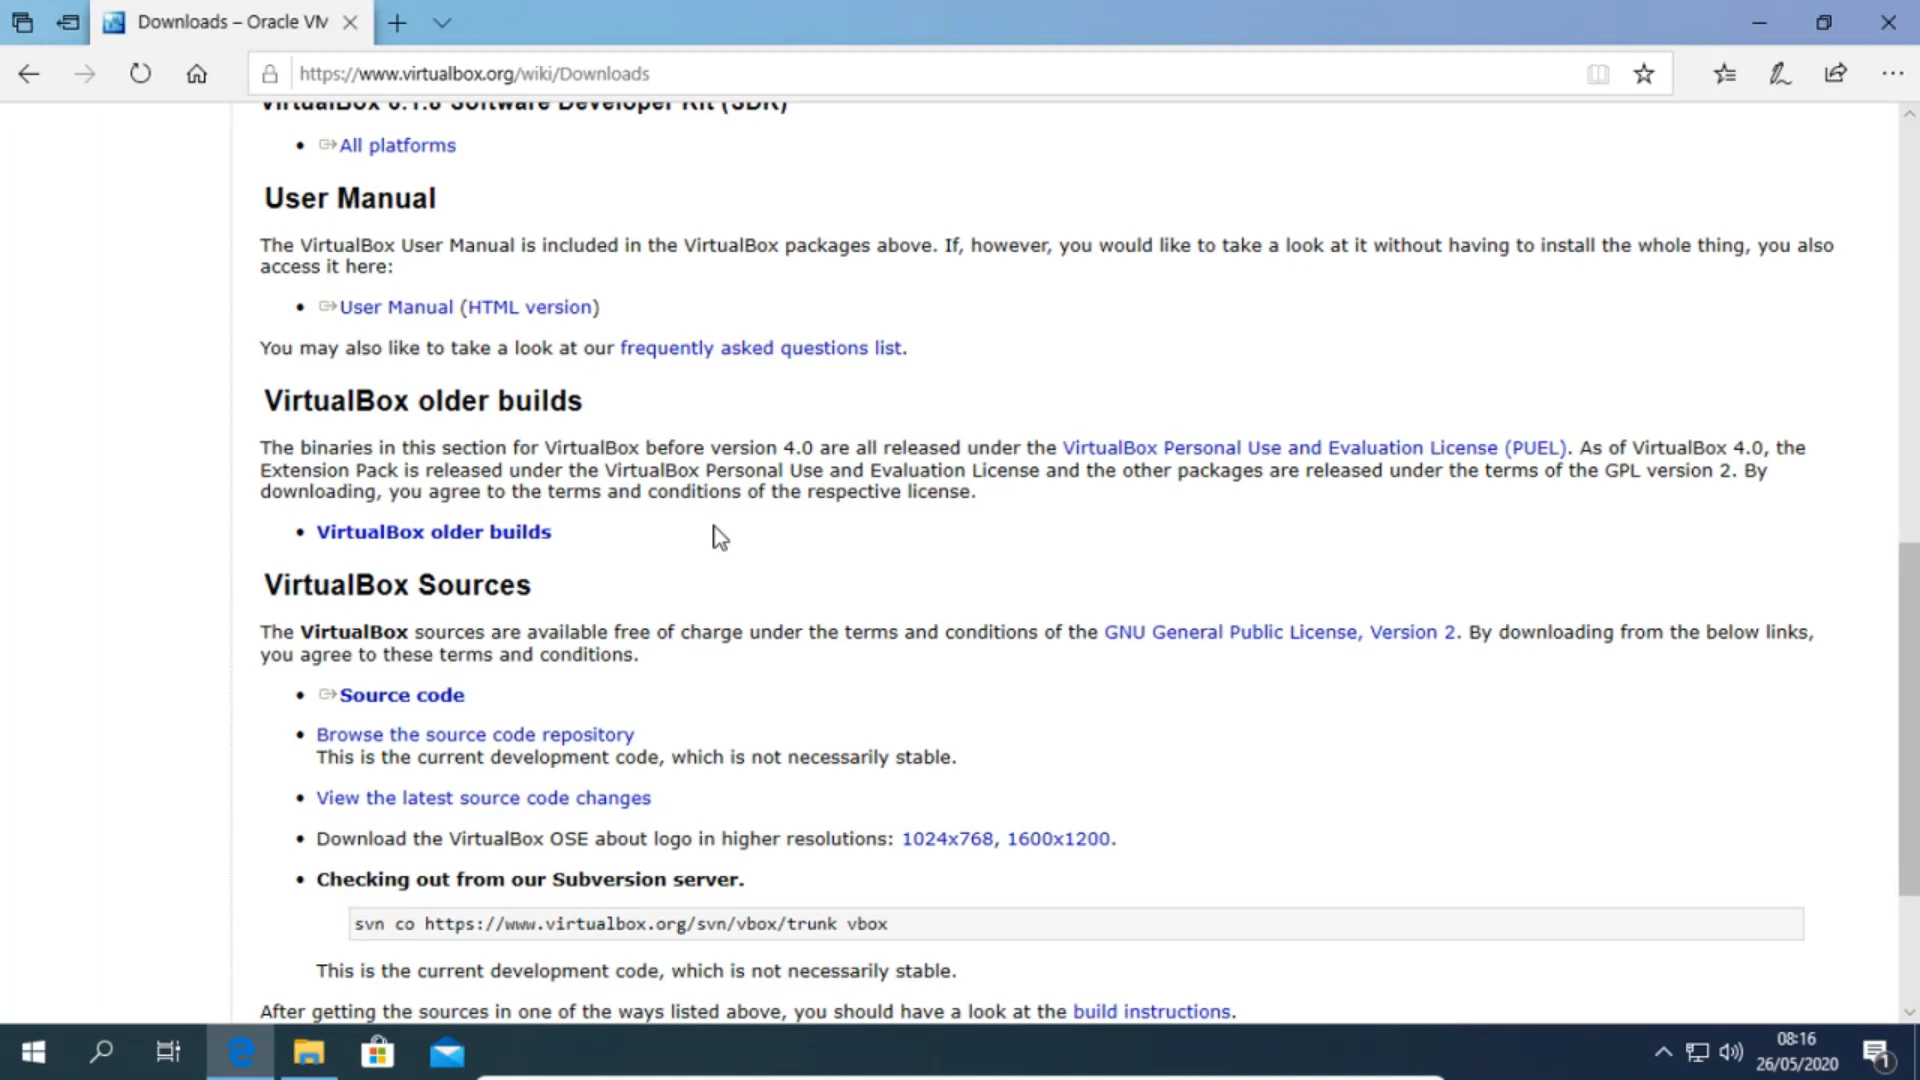 Downloads – Oracle VM
https://www.virtualbox.org/wiki/Downloads
Software Developer Kit (SDK)
All platforms
User Manual
The VirtualBox User Manual is included in the VirtualBox packages above. If, however, you would like to take a look at it without having to install the whole thing, you also
access it here:
User Manual (HTML version)
You may also like to take a look at our frequently asked questions list.
VirtualBox older builds
The binaries in this section for VirtualBox before version 4.0 are all released under the VirtualBox Personal Use and Evaluation License (PUEL). As of VirtualBox 4.0, the
Extension Pack is released under the VirtualBox Personal Use and Evaluation License and the other packages are released under the terms of the GPL version 2. By
downloading, you agree to the terms and conditions of the respective license.
VirtualBox older builds
VirtualBox Sources
The VirtualBox sources are available free of charge under the terms and conditions of the GNU General Public License, Version 2. By downloading from the below links,
you agree to these terms and conditions.
Source code
Browse the source code repository
This is the current development code, which is not necessarily stable.
View the latest source code changes
Download the VirtualBox OSE about logo in higher resolutions: 1024x768, 1600x1200.
Checking out from our Subversion server.
svn co https://www.virtualbox.org/svn/vbox/trunk vbox
This is the current development code, which is not necessarily stable.
After getting the sources in one of the ways listed above, you should have a look at the build instructions.
08:16
26/05/2020
1